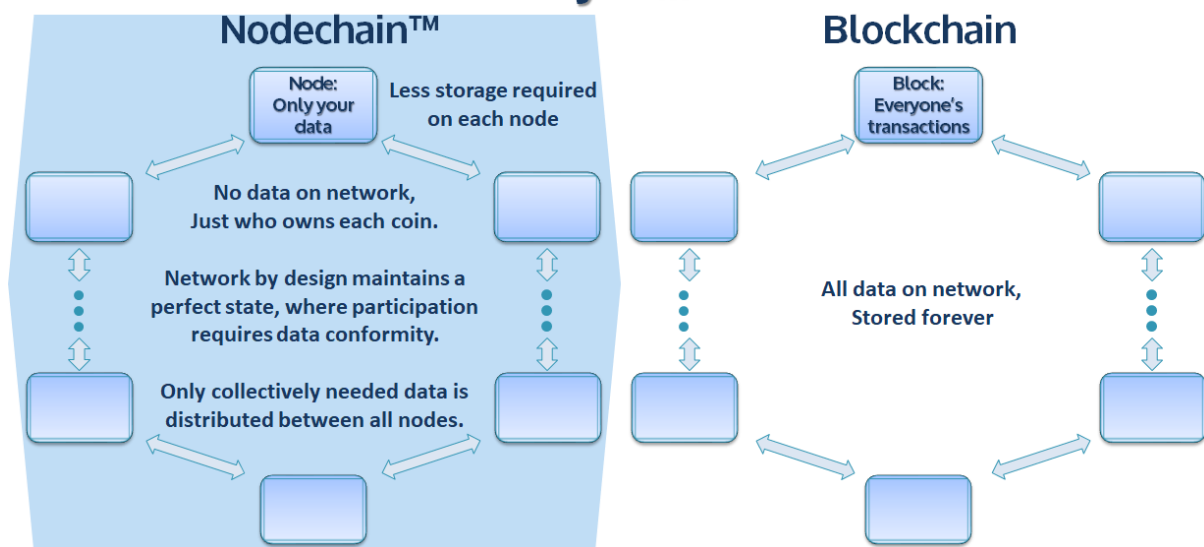 Nodechain™
Node:
Only your
data
Less storage required
on each node
No data on network,
Just who owns each coin.
Network by design maintains a
perfect state, where participation
requires data conformity.
Only collectively needed data is
distributed between all nodes.
Blockchain
Block:
Everyone's
transactions
All data on network,
Stored forever